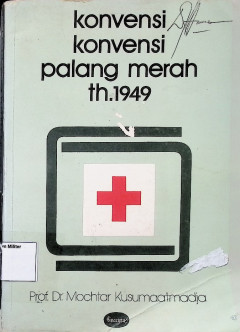 konvensi
konvensi
palang merah
th.1949
Prof. Dr. Mochtar Kusumaatmadja